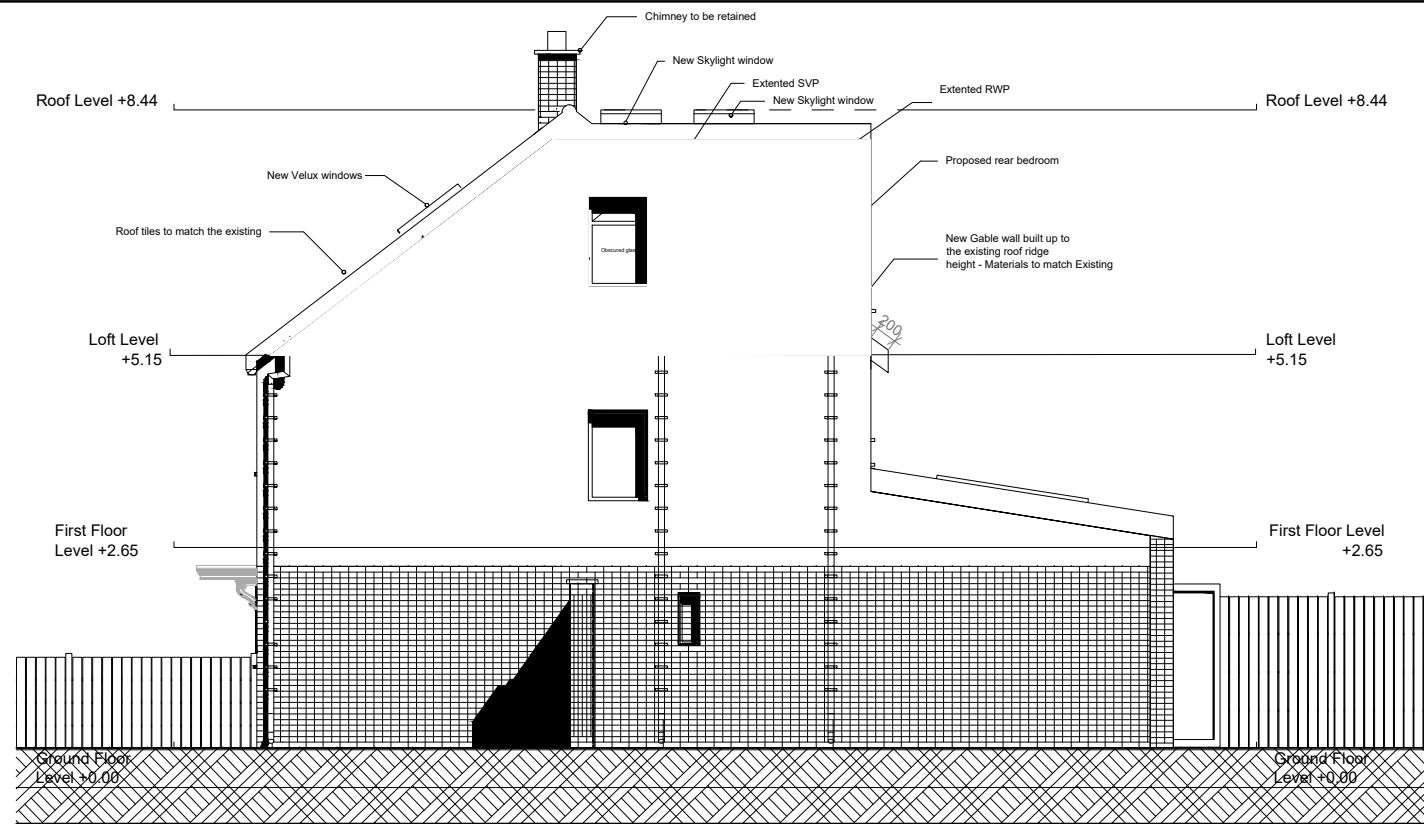 Chimney to be retained
New Skylight window
Extented SVP
New Skylight window
Extented RWP
Roof Level +8.44
Roof Level +8.44
Proposed rear bedroom
New Velux windows
Roof tiles to match the existing
New Gable wall built up to
the existing roof ridge
height - Materials to match Existing
Obscured glass
200
Loft Level
+5.15
Loft Level
+5.15
First Floor
Level +2.65
First Floor Level
+2.65
Ground Floor
Level +0.00
Ground Floor
Level +0.00